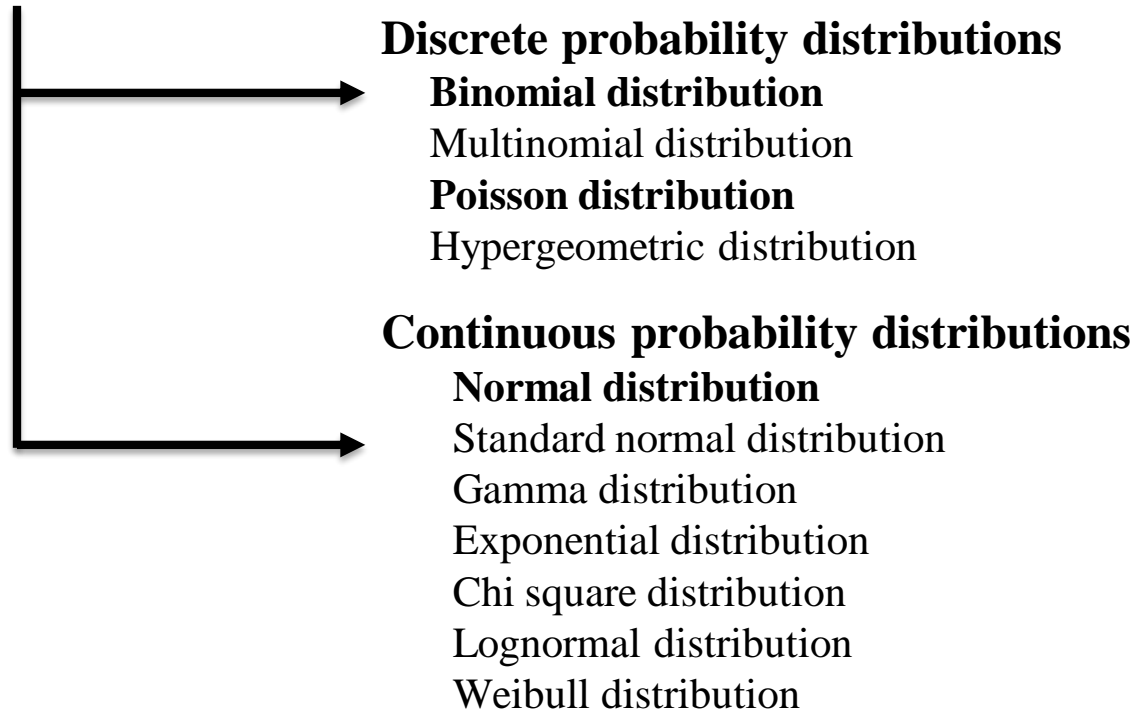 Discrete probability distributions
Binomial distribution
Multinomial distribution
Poisson distribution
Hypergeometric distribution
Continuous probability distributions
Normal distribution
Standard normal distribution
Gamma distribution
Exponential distribution
Chi square distribution
Lognormal distribution
Weibull distribution